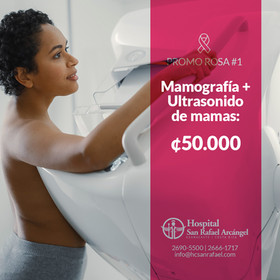 PROMO ROSA #1
Mamografía +
Ultrasonido
de mamas:
¢50.000
Hospital
San Rafael Arcángel
2690-5500 | 2666-1717
info@hcsanrafael.com